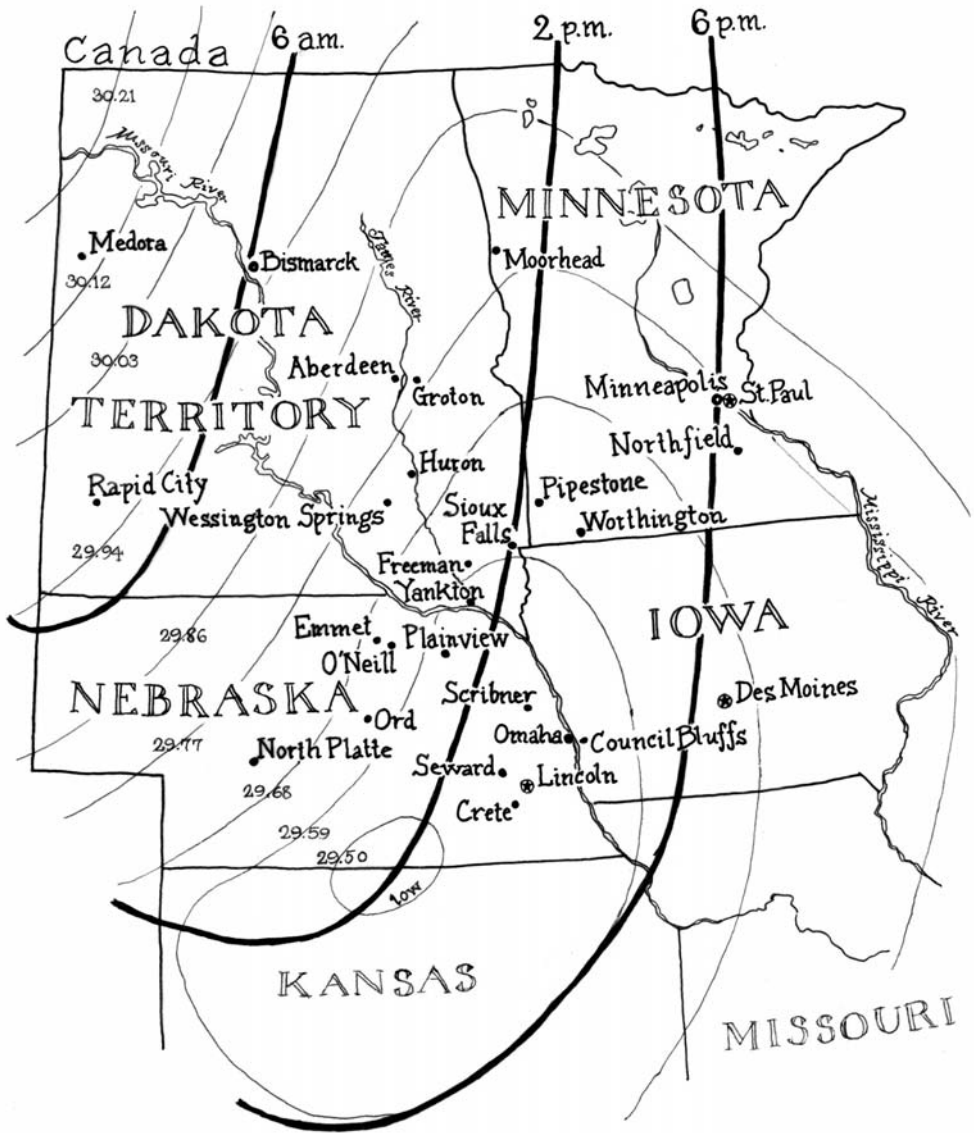 Canada
6 a.m.
2 p.m.
6 p.m.
30.21
Missouri River
MINNESOTA
James River
Medora
Bismarck
Moorhead
30.12
DAKOTA
30.03
Aberdeen
Groton
Minneapolis
St. Paul
TERRITORY
Northfield
Huron
Rapid City
Pipestone
Wessington Springs
Sioux
Falls
Worthington
Mississippi River
29.94
Freeman
Yankton
IOWA
29.86
Emmet
Plainview
O'Neill
NEBRASKA
Scribner
Des Moines
Ord
29.77
North Platte
Omaha
Council Bluffs
Seward
Lincoln
29.68
Crete
29.59
29.50
Low
KANSAS
MISSOURI